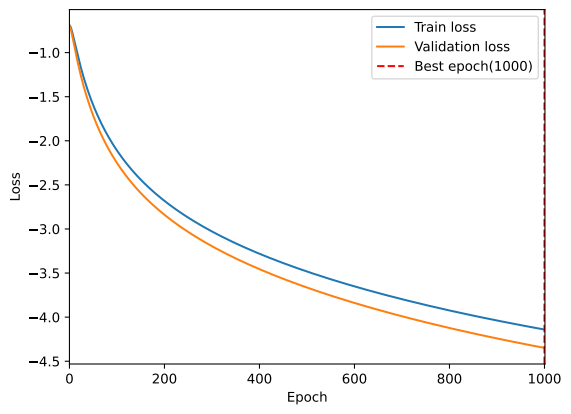 Train loss
Validation loss
Best epoch(1000)
Loss
−1.0
−1.5
−2.0
−2.5
−3.0
−3.5
−4.0
−4.5
0 200 400 600 800 1000
Epoch